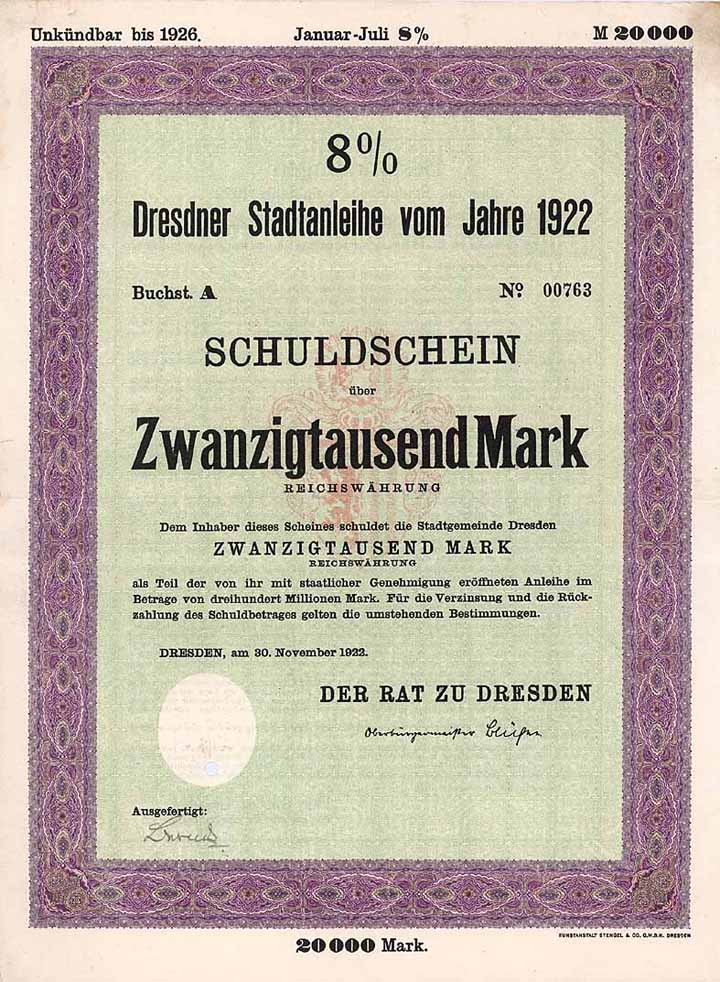 Unkündbar bis 1926. Januar-Juli 8% M 20000
8%
Dresdner Stadtanleihe vom Jahre 1922
Buchst. A No 00763
SCHULDSCHEIN
über
Zwanzigtausend Mark
REICHSWÄHRUNG
Dem Inhaber dieses Scheines schuldet die Stadtgemeinde Dresden
ZWANZIGTAUSEND MARK
REICHSWÄHRUNG
als Teil der von ihr mit staatlicher Genehmigung eröffneten Anleihe im
Betrage von dreihundert Millionen Mark. Für die Verzinsung und die Rück-
zahlung des Schuldbetrages gelten die umstehenden Bestimmungen.
DRESDEN, am 30. November 1922.
DER RAT ZU DRESDEN
Oberbürgermeister Blüher
Ausgefertigt:
KUNSTANSTALT STENGEL & CO. G.M.B.H. DRESDEN
20000 Mark.